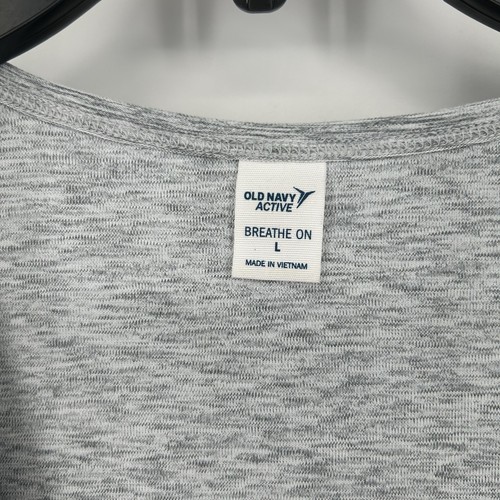 OLD NAVY
ACTIVE
BREATHE ON
L
MADE IN VIETNAM